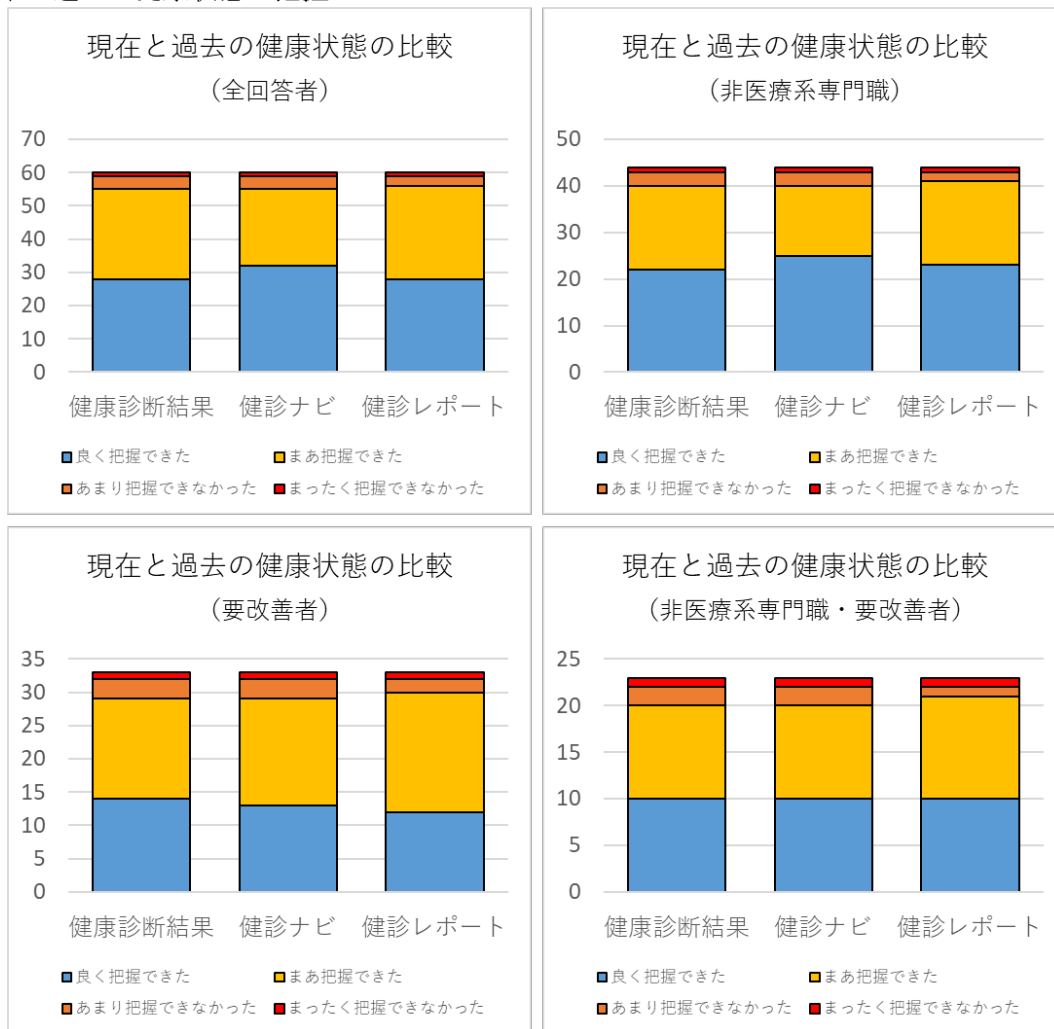 現在と過去の健康状態の比較
（全回答者）
70
60
50
40
30
20
10
0
健康診断結果 健診ナビ 健診レポート
良く把握できた まあ把握できた
あまり把握できなかった まったく把握できなかった
現在と過去の健康状態の比較
（非医療系専門職）
50
40
30
20
10
0
健康診断結果 健診ナビ 健診レポート
良く把握できた まあ把握できた
あまり把握できなかった まったく把握できなかった
現在と過去の健康状態の比較
（要改善者）
35
30
25
20
15
10
5
0
健康診断結果 健診ナビ 健診レポート
良く把握できた まあ把握できた
あまり把握できなかった まったく把握できなかった
現在と過去の健康状態の比較
（非医療系専門職・要改善者）
25
20
15
10
5
0
健康診断結果 健診ナビ 健診レポート
良く把握できた まあ把握できた
あまり把握できなかった まったく把握できなかった